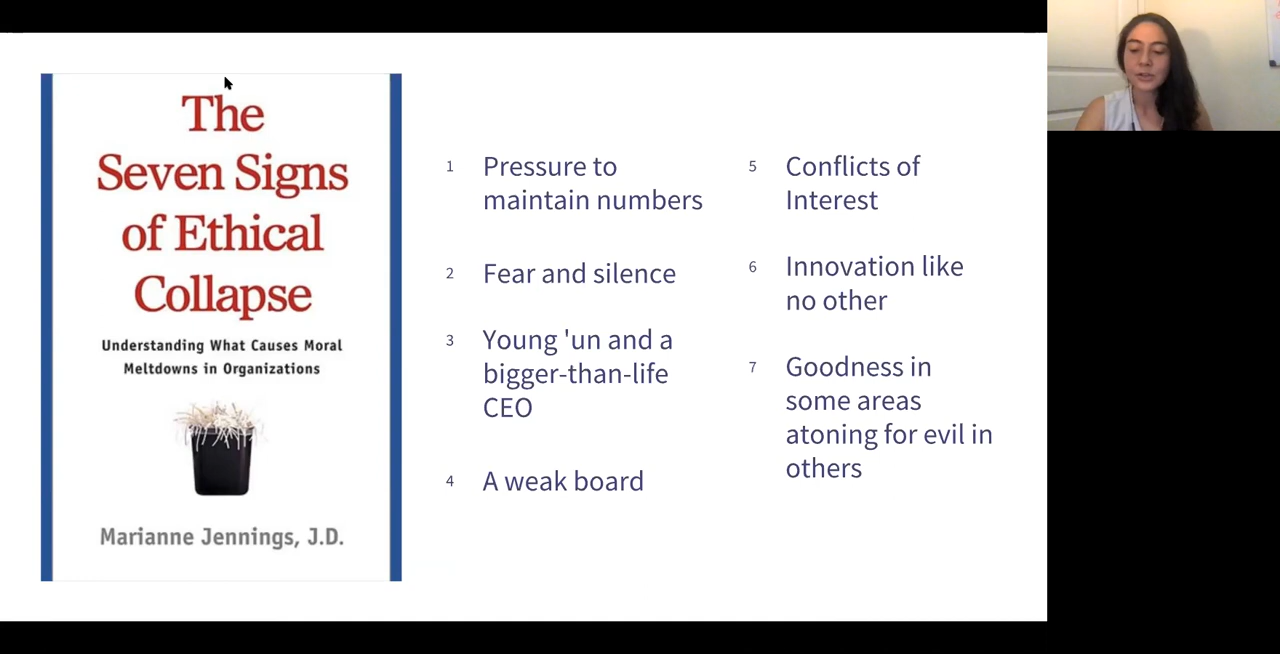 The
Seven Signs
of Ethical
Collapse
Understanding What Causes Moral
Meltdowns in Organizations
Marianne Jennings, J.D.
1 Pressure to
maintain numbers
2 Fear and silence
3 Young 'un and a
bigger-than-life
CEO
4 A weak board
5 Conflicts of
Interest
6 Innovation like
no other
7 Goodness in
some areas
atoning for evil in
others